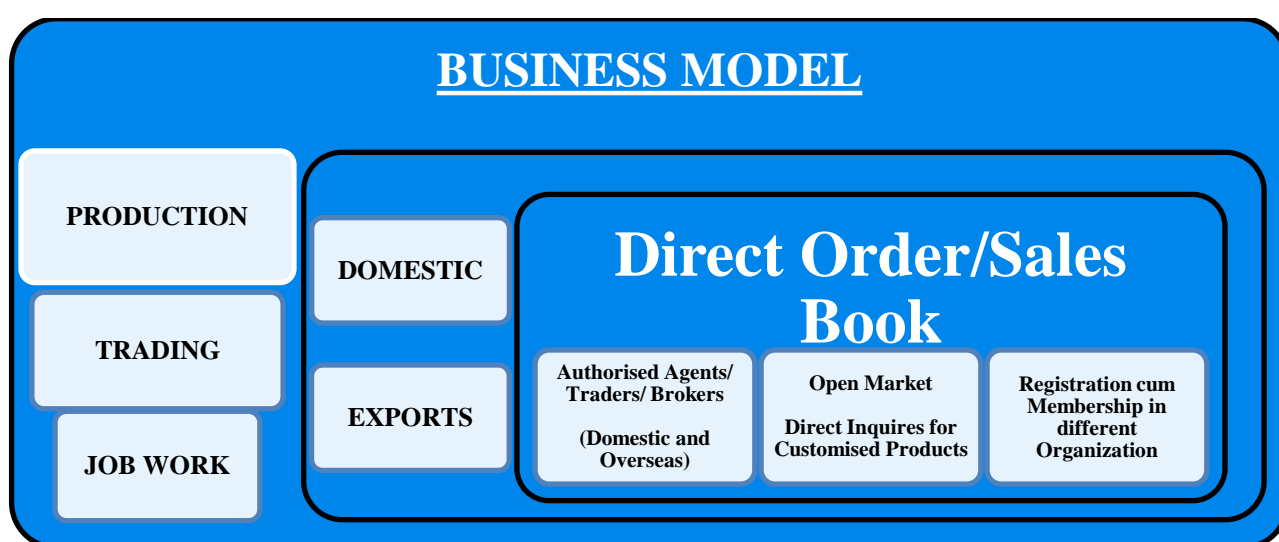 BUSINESS MODEL
PRODUCTION
TRADING
JOB WORK
DOMESTIC
EXPORTS
Direct Order/Sales
Book
Authorised Agents/
Traders/ Brokers
(Domestic and
Overseas)
Open Market
Direct Inquires for
Customised Products
Registration cum
Membership in
different
Organization